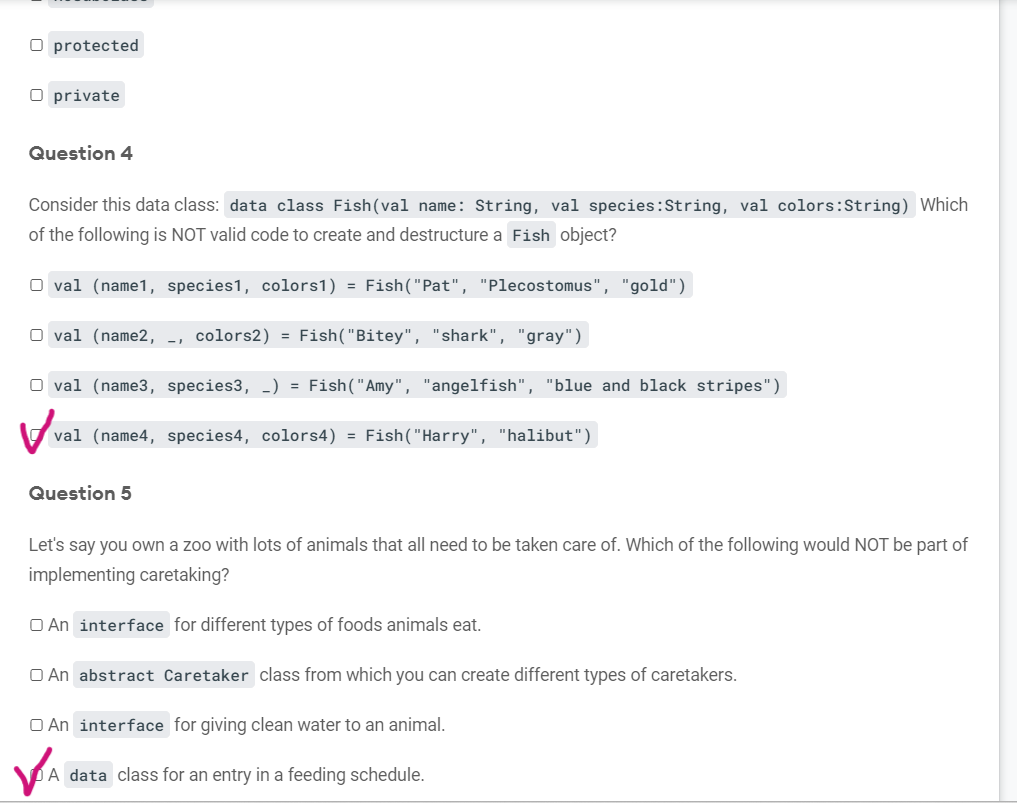 protected
private
Question 4
Consider this data class: data class Fish(val name: String, val species:String, val colors:String) Which
of the following is NOT valid code to create and destructure a Fish object?
val (name1, species1, colors1) = Fish("Pat", "Plecostomus", "gold")
val (name2, _, colors2) = Fish("Bitey", "shark", "gray")
val (name3, species3, _) = Fish("Amy", "angelfish", "blue and black stripes")
val (name4, species4, colors4) = Fish("Harry", "halibut")
Question 5
Let's say you own a zoo with lots of animals that all need to be taken care of. Which of the following would NOT be part of
implementing caretaking?
An interface for different types of foods animals eat.
An abstract Caretaker class from which you can create different types of caretakers.
An interface for giving clean water to an animal.
A data class for an entry in a feeding schedule.